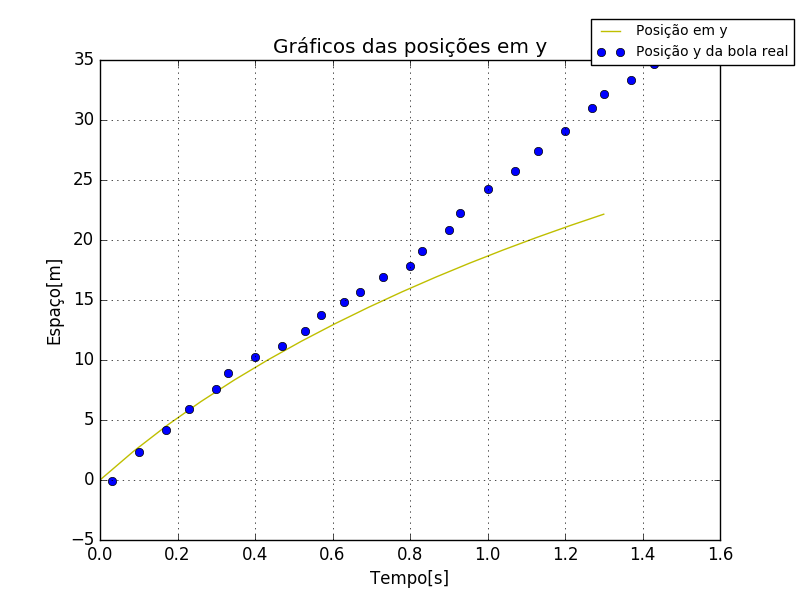 Gráficos das posições em y
Posição em y
Posição y da bola real
35
30
25
20
15
10
5
0
−5
Espaço[m]
0.0 0.2 0.4 0.6 0.8 1.0 1.2 1.4 1.6
Tempo[s]